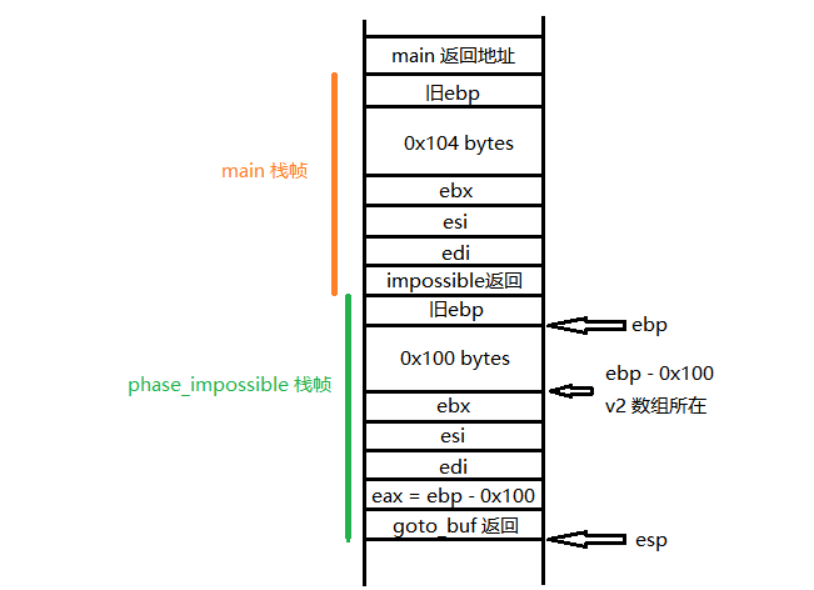 main 返回地址
旧ebp
0x104 bytes
main 栈帧
ebx
esi
edi
impossible返回
旧ebp
ebp
0x100 bytes
ebp - 0x100
phase_impossible 栈帧
v2 数组所在
ebx
esi
edi
eax = ebp - 0x100
goto_buf 返回
esp